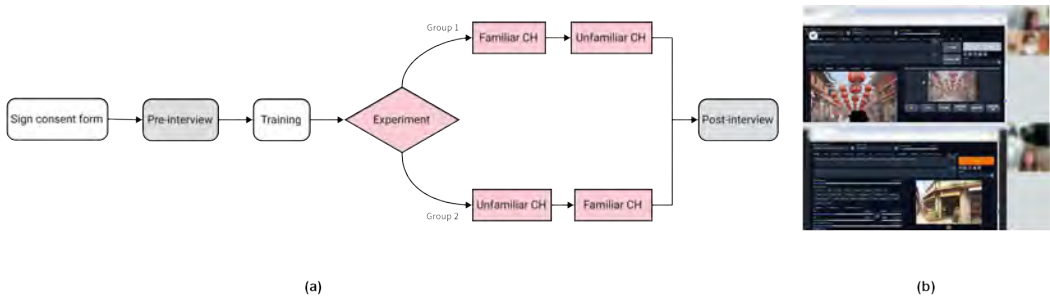 Group 1
Familiar CH
Unfamiliar CH
Sign consent form
Pre-interview
Training
Experiment
Post-interview
Unfamiliar CH
Familiar CH
Group 2
(a)
(b)